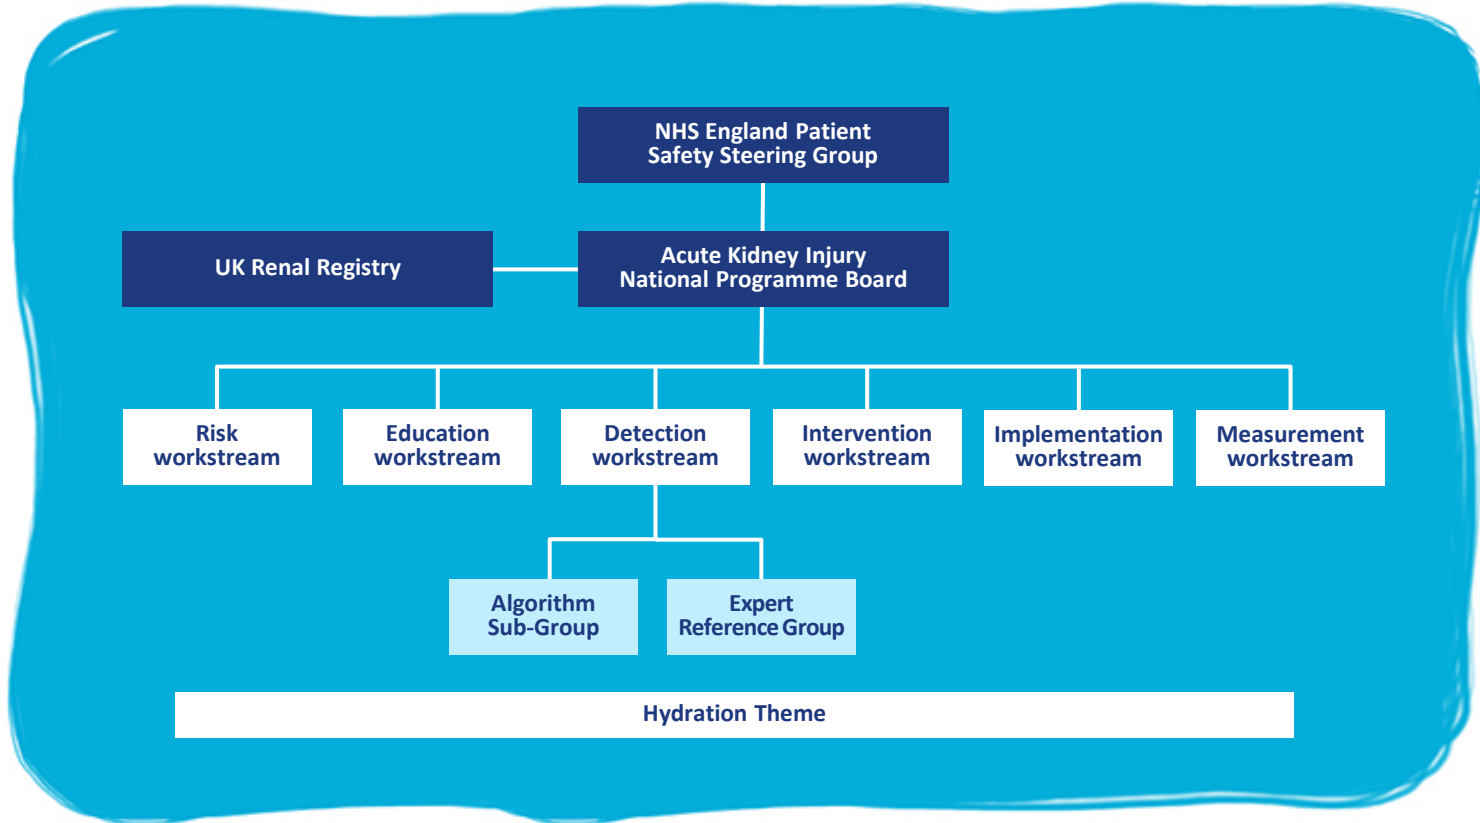 NHS England Patient
Safety Steering Group
UK Renal Registry
Acute Kidney Injury
National Programme Board
Risk
workstream
Education
workstream
Detection
workstream
Intervention
workstream
Implementation
workstream
Measurement
workstream
Algorithm
Sub-Group
Expert
Reference Group
Hydration Theme